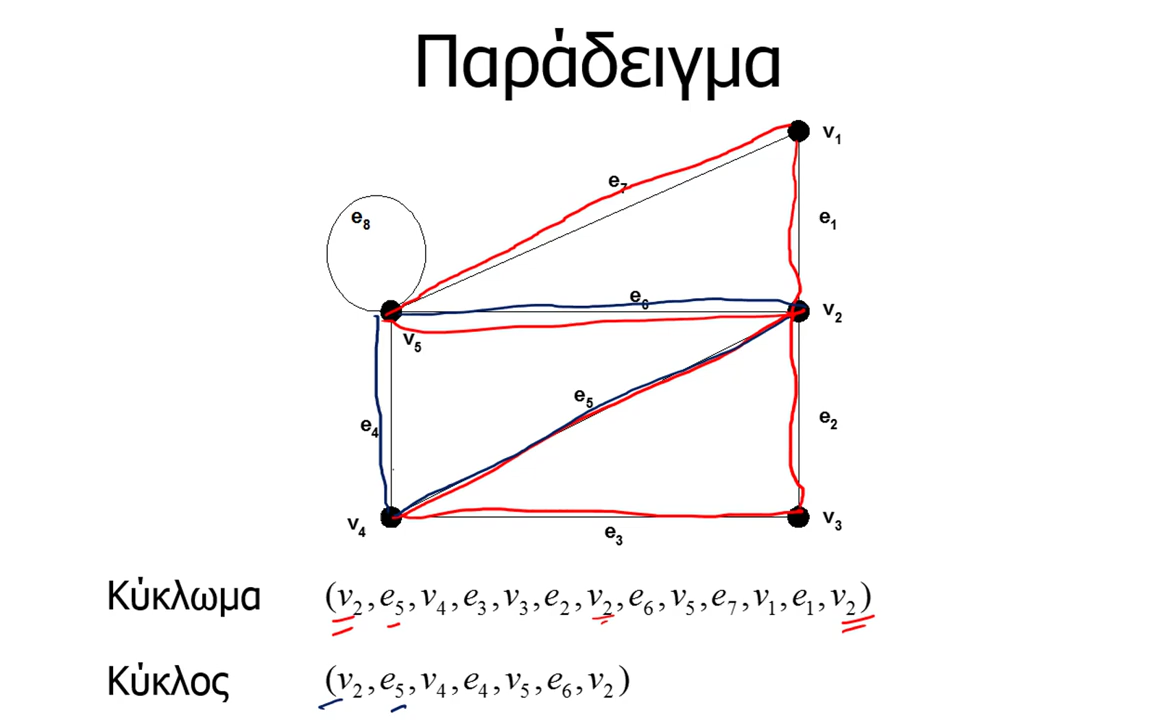 Παράδειγμα
v1
e7
e8
e1
e6
v2
v5
e5
e4
e2
v4
v3
e3
Κύκλωμα (v2,e5,v4,e3,v3,e2,v2,e6,v5,e7,v1,e1,v2)
Κύκλος (v2,e5,v4,e4,v5,e6,v2)